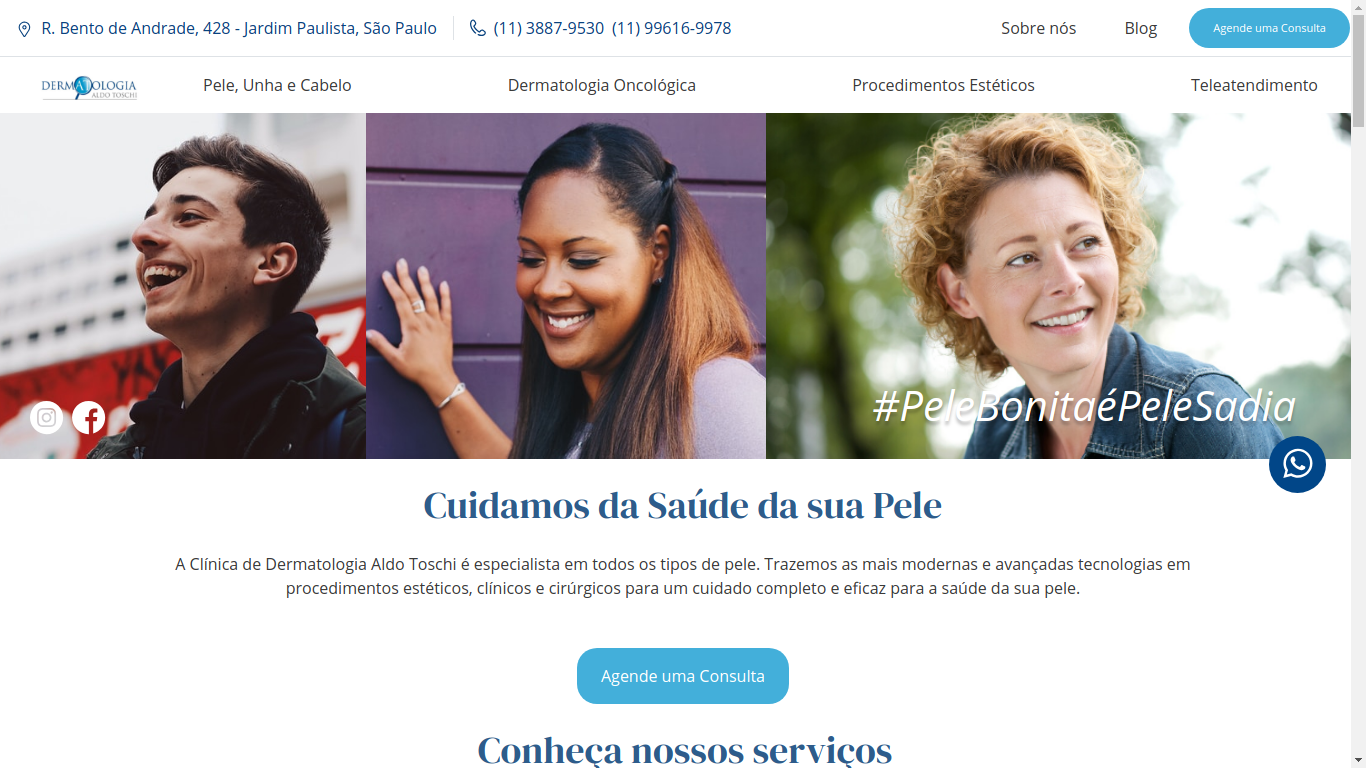 R. Bento de Andrade, 428 - Jardim Paulista, São Paulo
(11) 3887-9530 (11) 99616-9978
Sobre nós
Blog
Agende uma Consulta
DERMATOLOGIA
ALDO TOSCHI
Pele, Unha e Cabelo
Dermatologia Oncológica
Procedimentos Estéticos
Teleatendimento
#PeleBonitaéPeleSadia
Cuidamos da Saúde da sua Pele
A Clínica de Dermatologia Aldo Toschi é especialista em todos os tipos de pele. Trazemos as mais modernas e avançadas tecnologias em
procedimentos estéticos, clínicos e cirúrgicos para um cuidado completo e eficaz para a saúde da sua pele.
Agende uma Consulta
Conheça nossos serviços